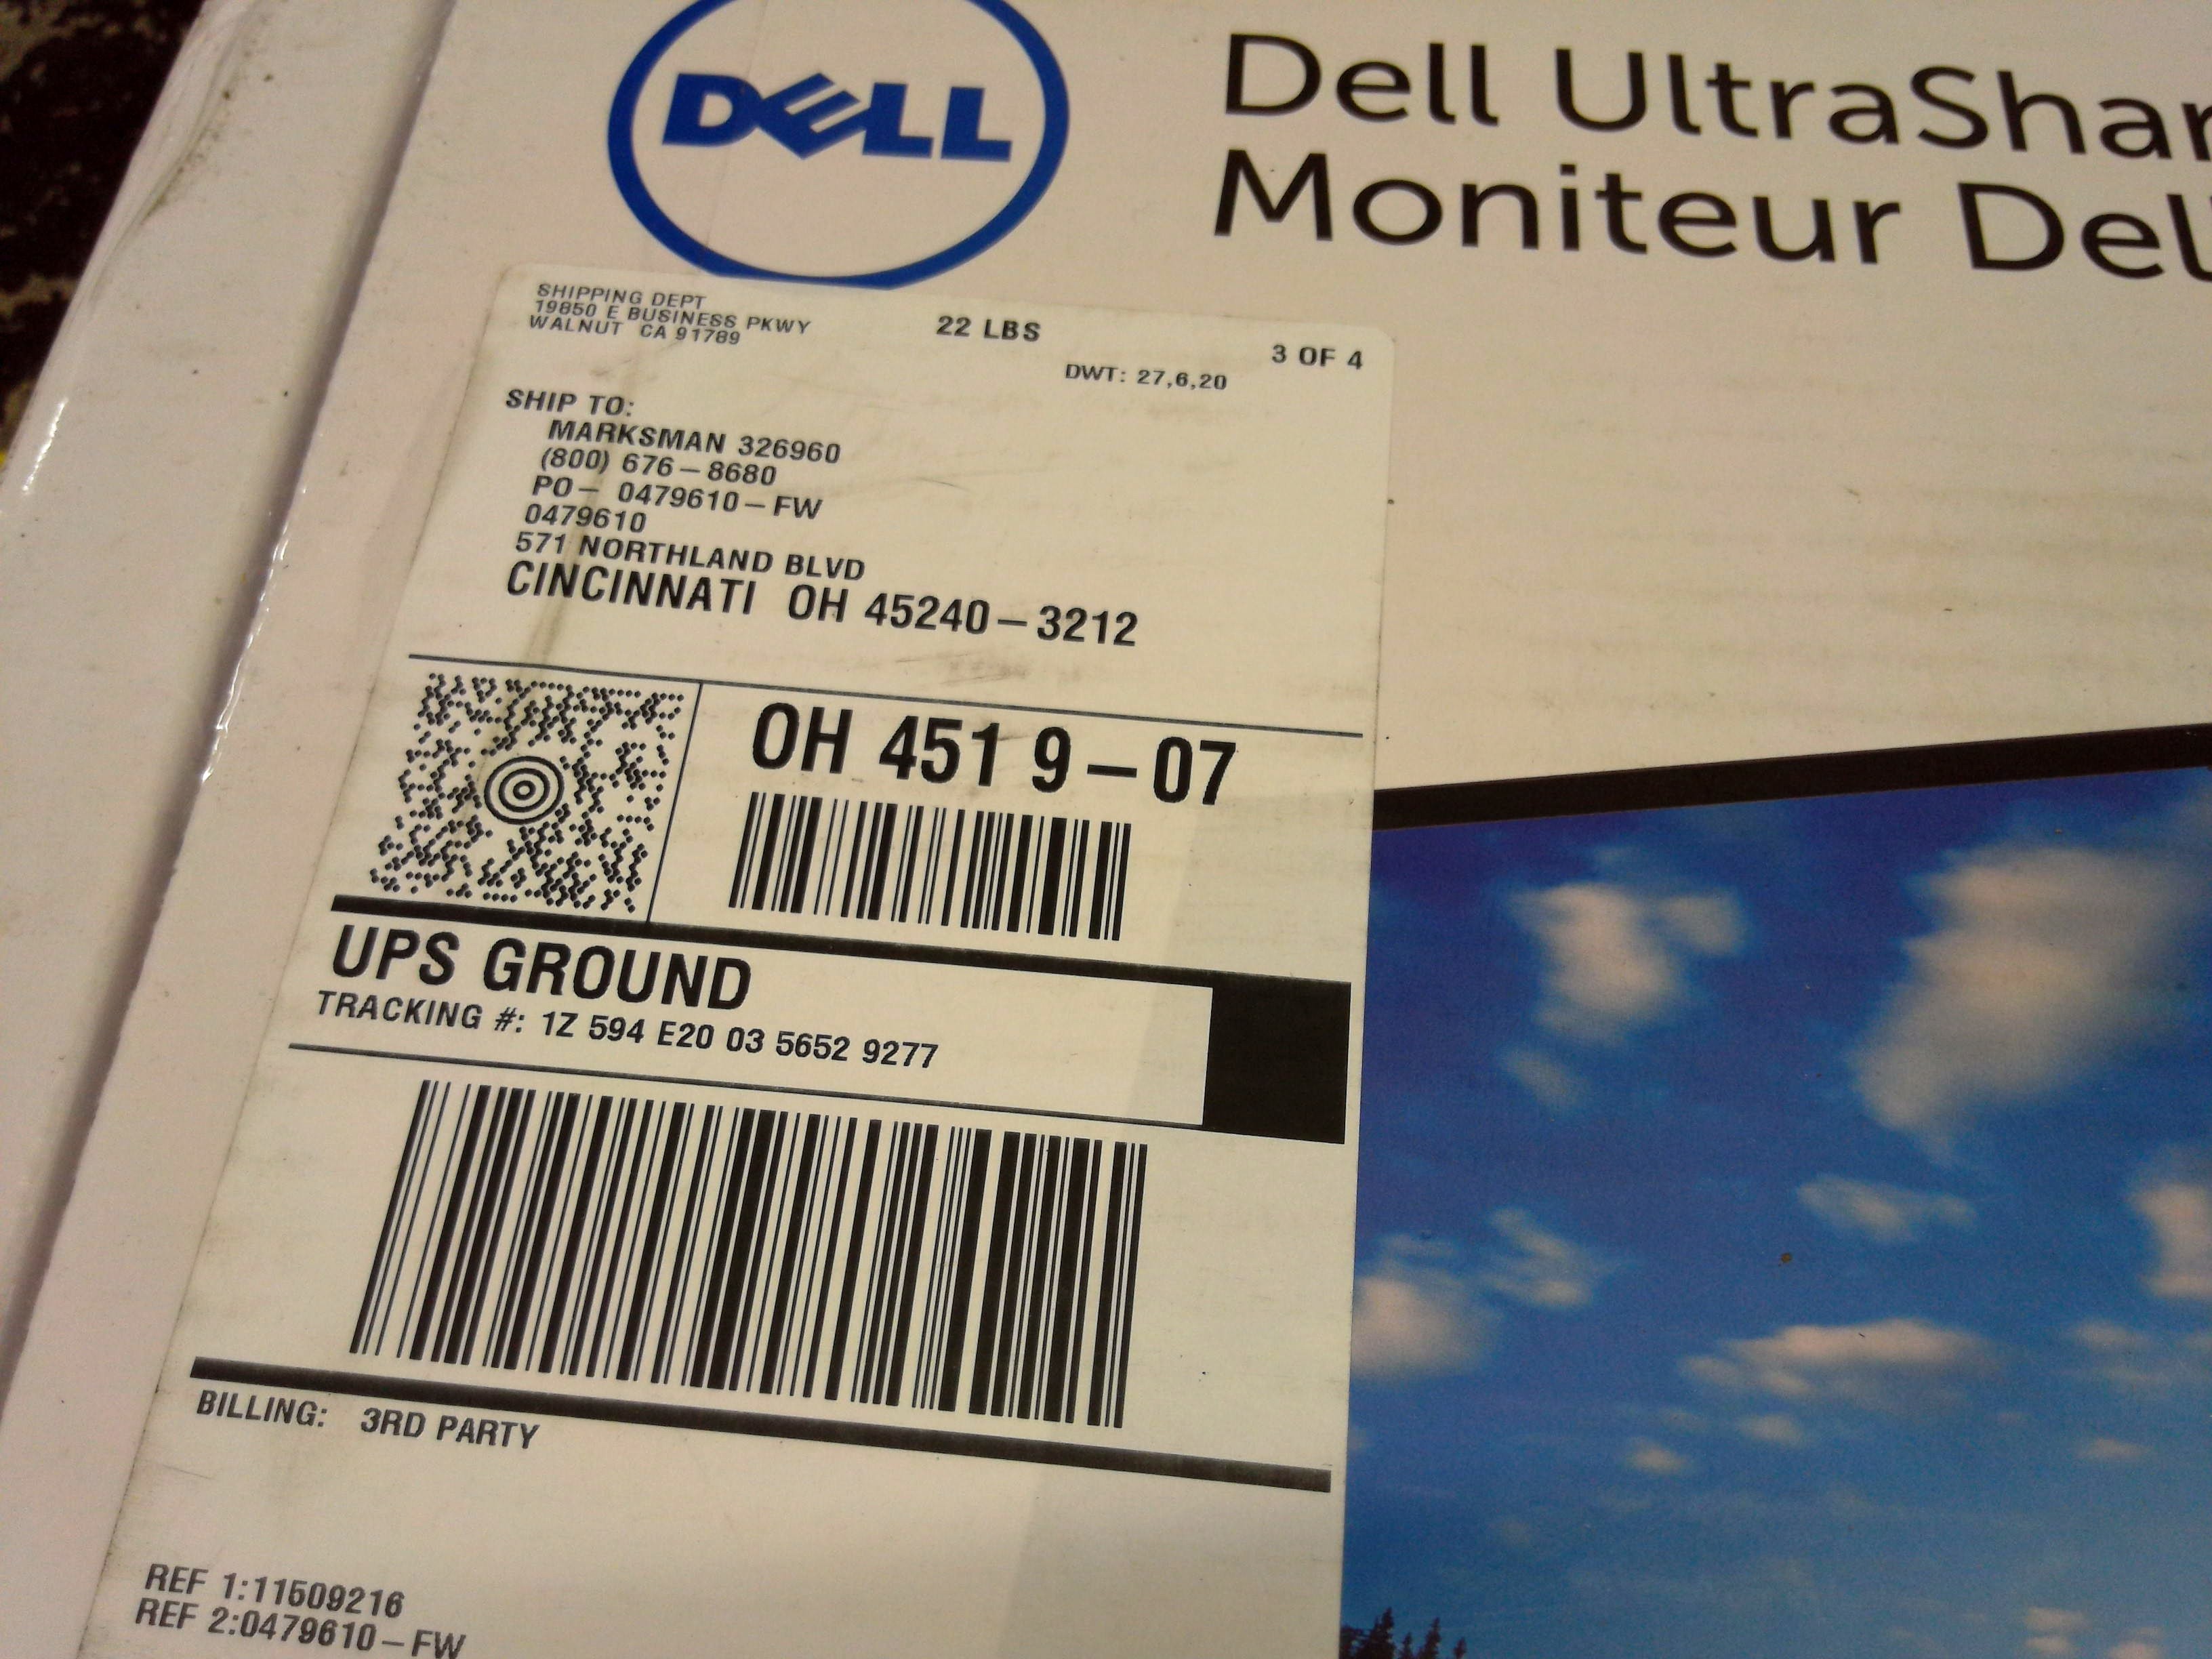 DELL
Dell UltraShar
Moniteur Dell
SHIPPING DEPT
19850 E BUSINESS PKWY
WALNUT CA 91789
22 LBS
3 OF 4
DWT: 27,6,20
SHIP TO:
MARKSMAN 326960
(800) 676-8680
PO- 0479610-FW
0479610
571 NORTHLAND BLVD
CINCINNATI OH 45240-3212
OH 451 9-07
UPS GROUND
TRACKING #: 1Z 594 E20 03 5652 9277
BILLING: 3RD PARTY
REF 1:11509216
REF 2:0479610-FW